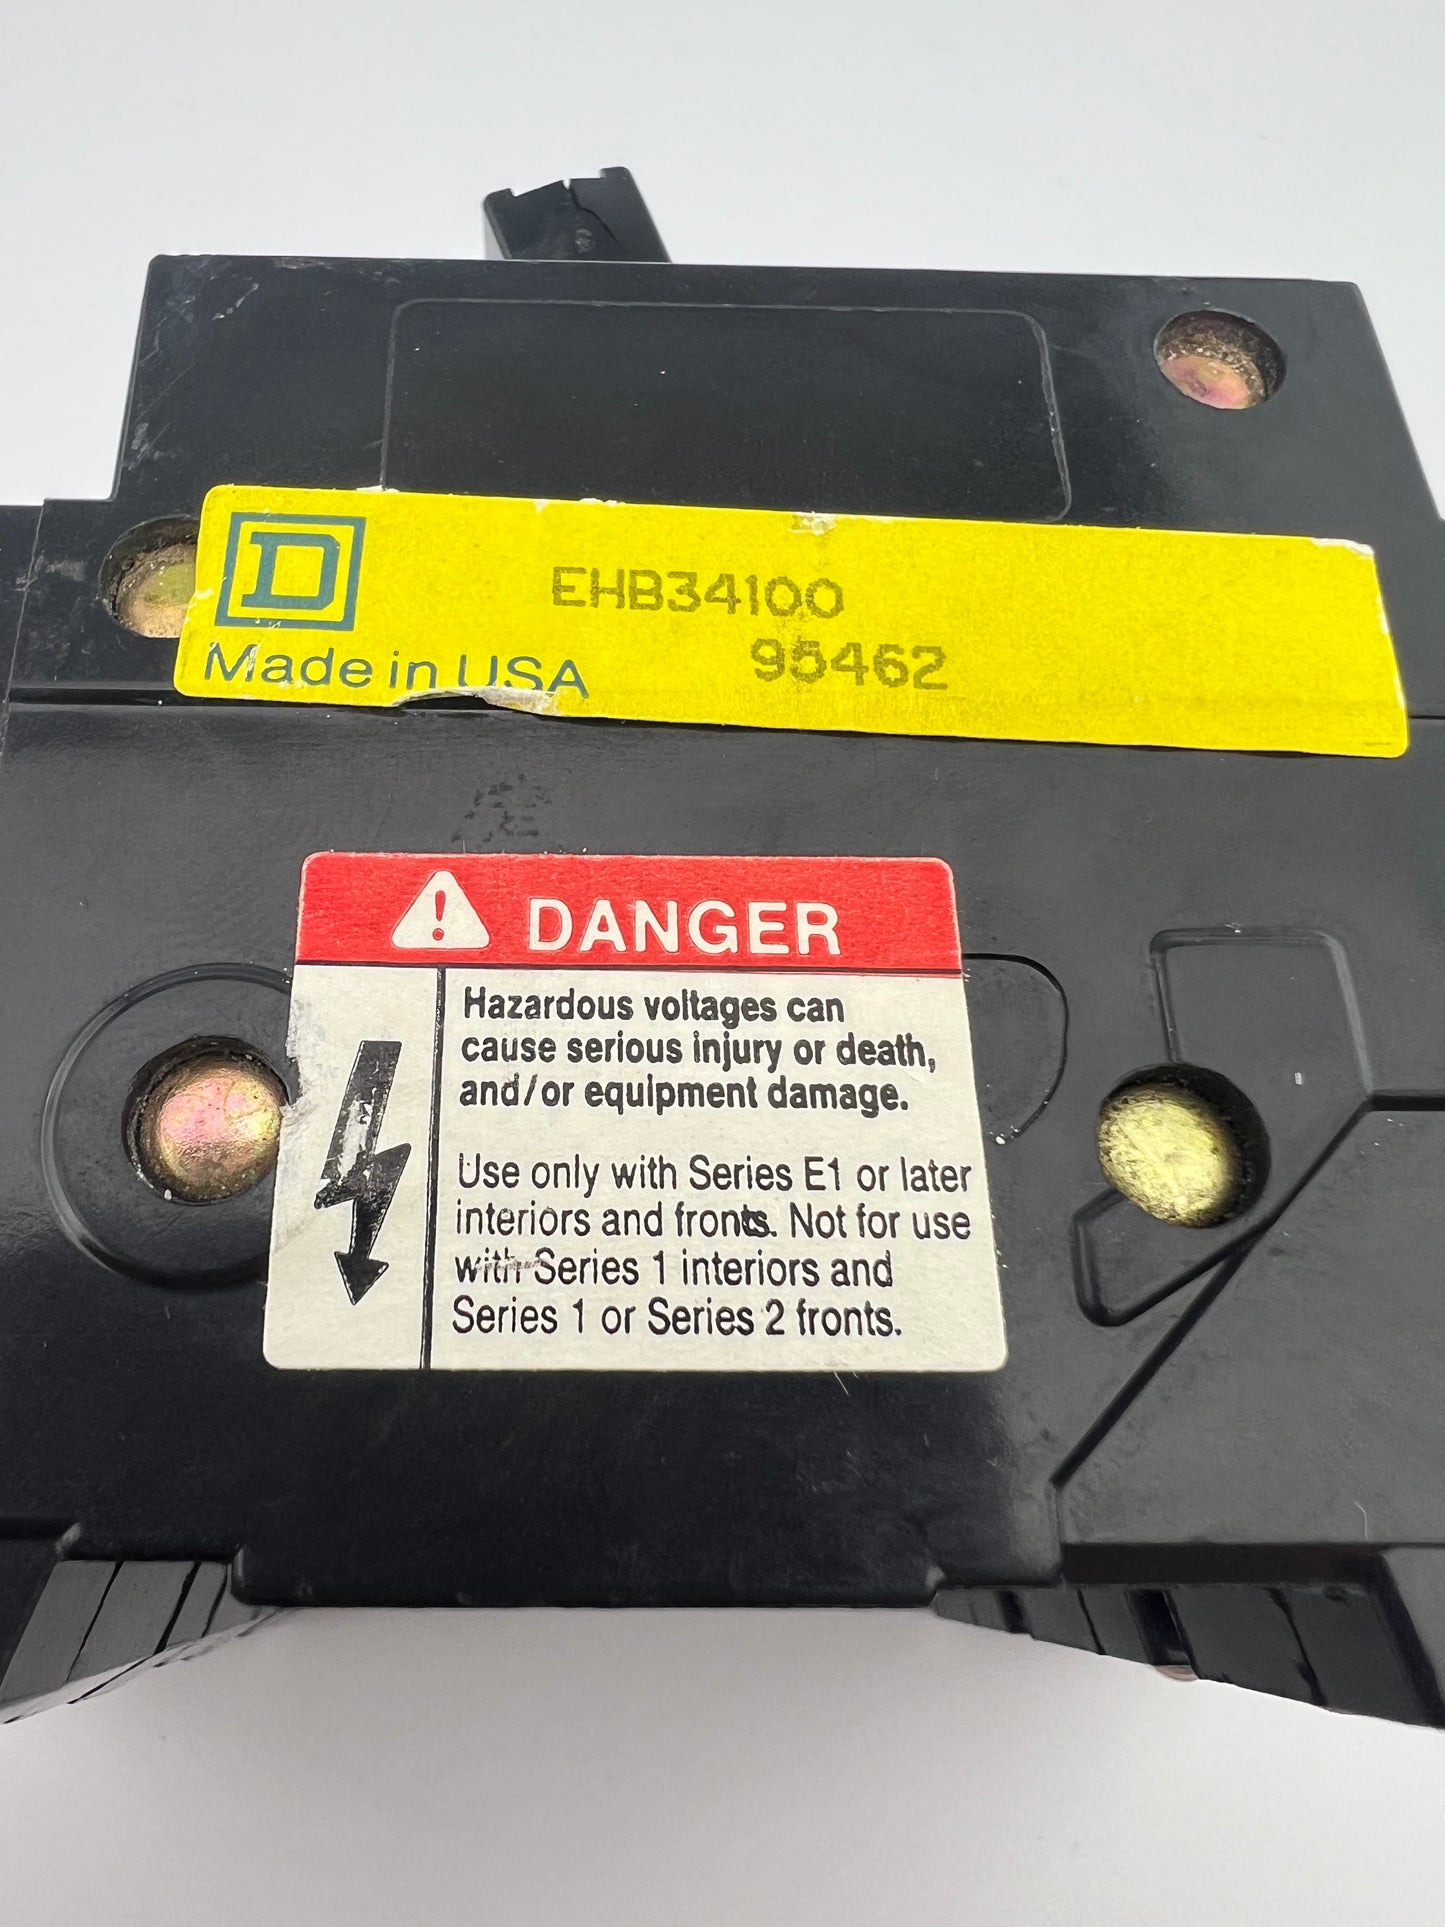 D
EHB34100
95462
Made in USA
DANGER
Hazardous voltages can
cause serious injury or death,
and/or equipment damage.
Use only with Series E1 or later
interiors and fronts. Not for use
with Series 1 interiors and
Series 1 or Series 2 fronts.